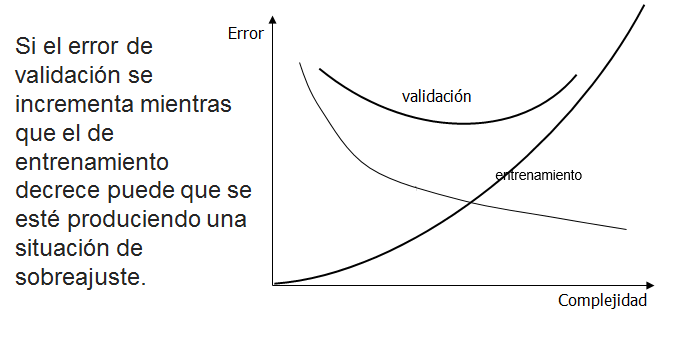 Si el error de
validación se
incrementa mientras
que el de
entrenamiento
decrece puede que se
esté produciendo una
situación de
sobreajuste.
Error
validación
entrenamiento
Complejidad